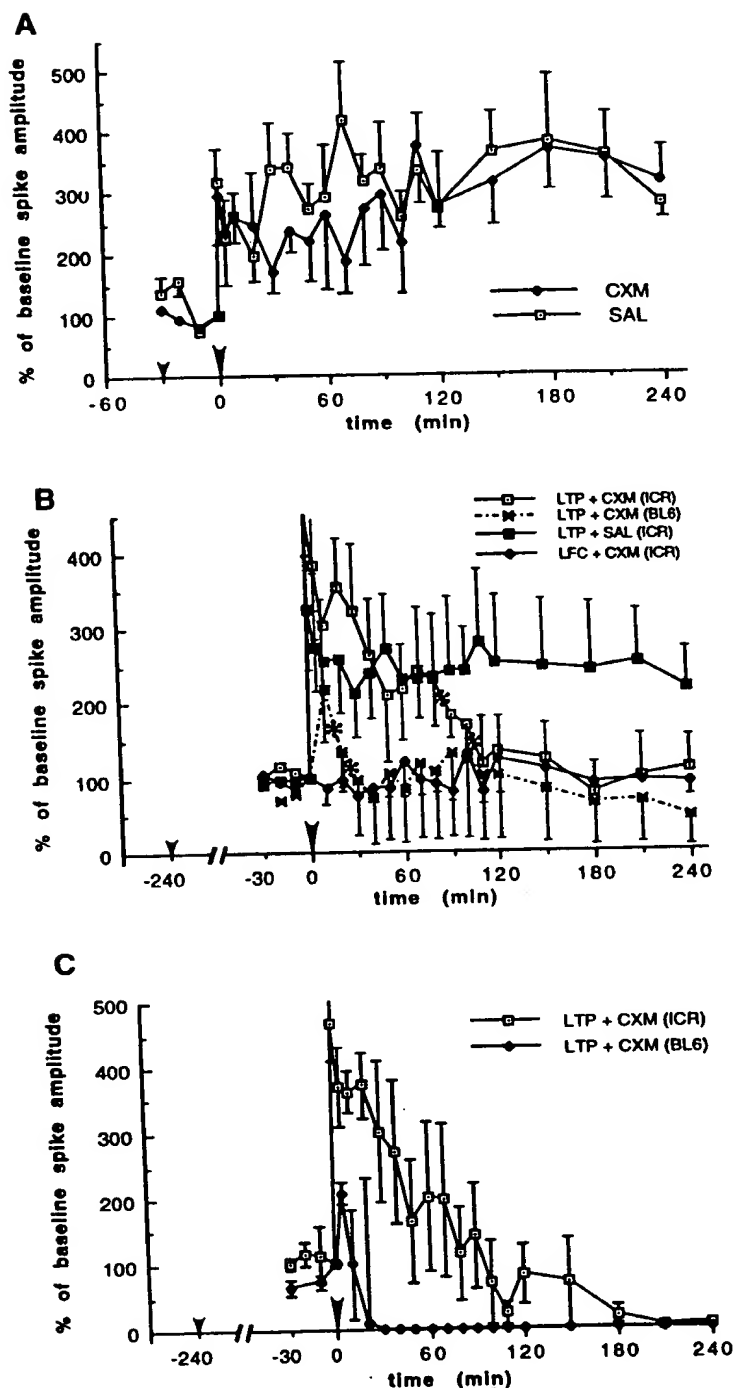 A
% of baseline spike amplitude
500
400
300
200
100
0
CXM
SAL
-60
0
60
120
180
240
time (min)
B
% of baseline spike amplitude
400
300
200
100
0
LTP + CXM (ICR)
LTP + CXM (BL6)
LTP + SAL (ICR)
LFC + CXM (ICR)
-240
-30
0
60
120
180
240
time (min)
C
% of baseline spike amplitude
500
400
300
200
100
0
LTP + CXM (ICR)
LTP + CXM (BL6)
-240
-30
0
60
120
180
240
time (min)